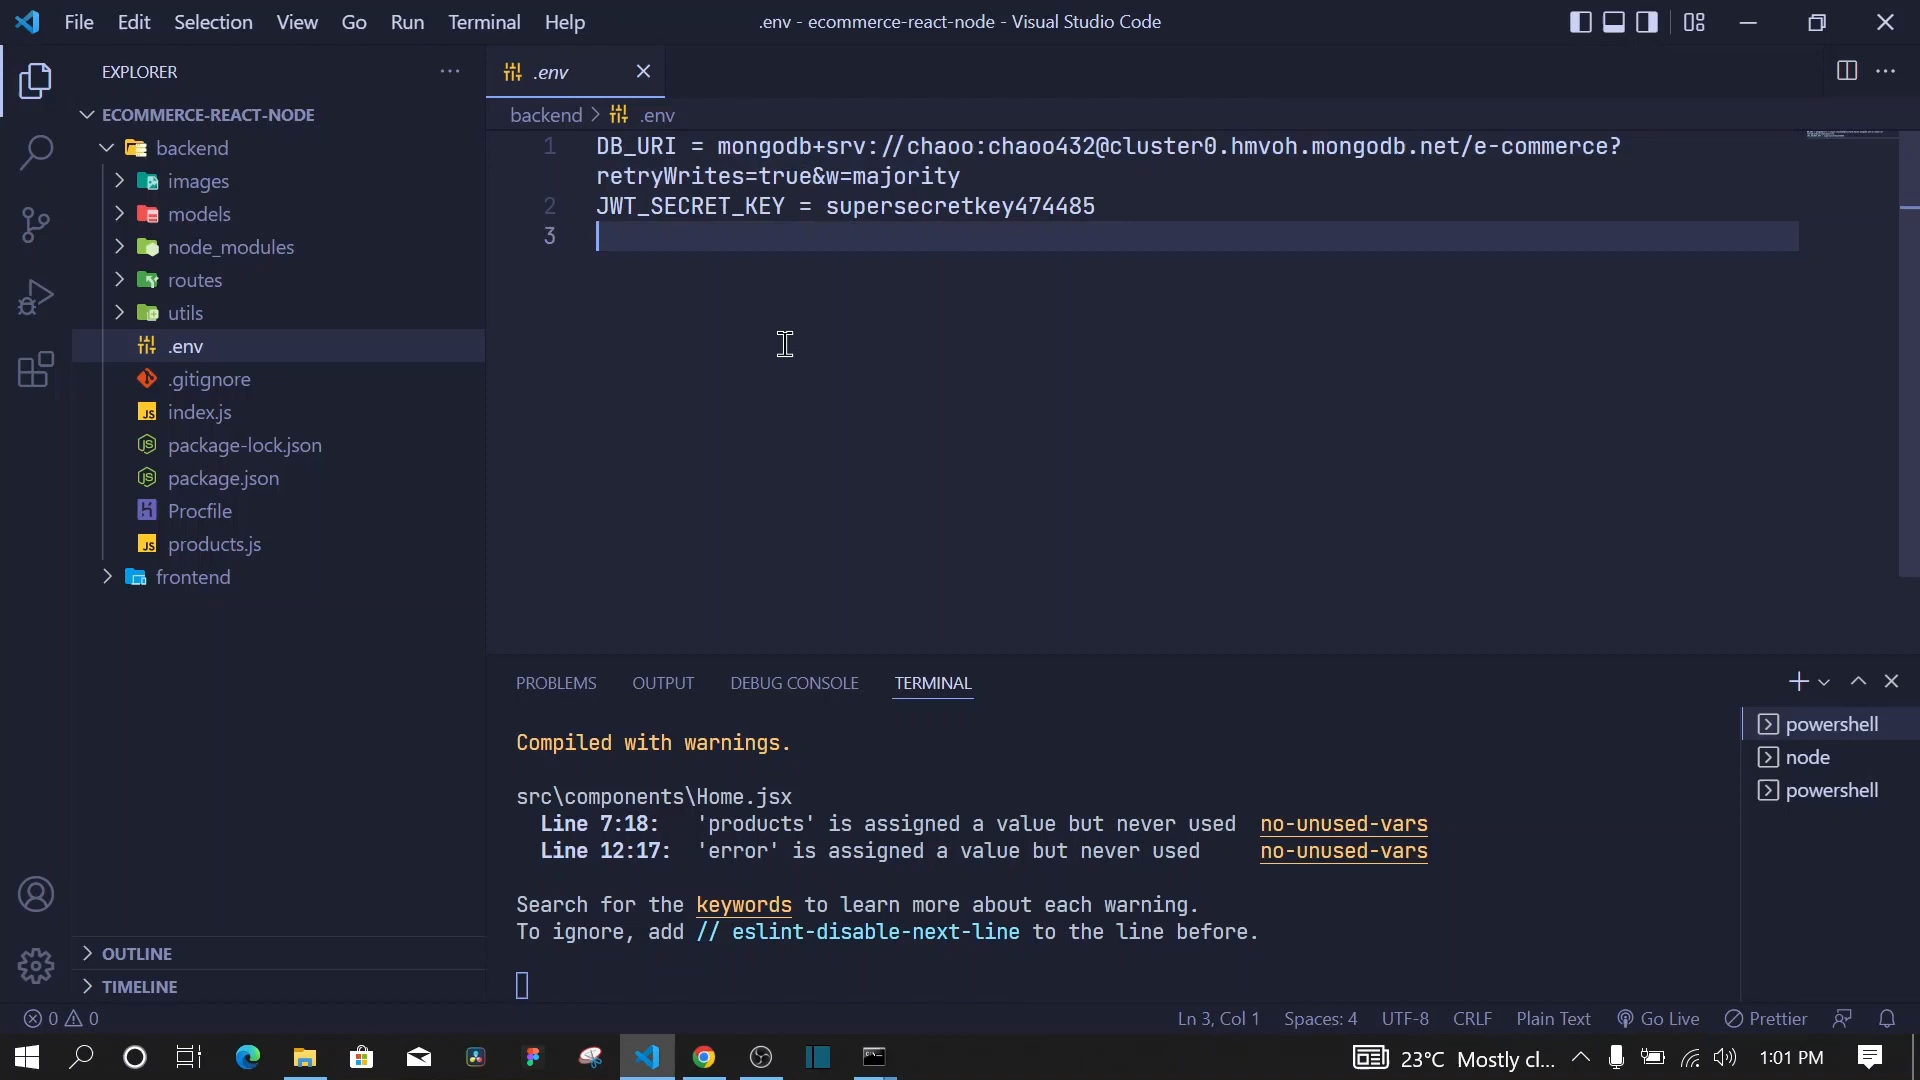 File Edit Selection View Go Run Terminal Help
.env - ecommerce-react-node - Visual Studio Code
EXPLORER
ECOMMERCE-REACT-NODE
backend
images
models
node_modules
routes
utils
.env
.gitignore
index.js
package-lock.json
package.json
Procfile
products.js
frontend
OUTLINE
TIMELINE
.env
backend > .env
1 DB_URI = mongodb+srv://chaoo:chaoo432@cluster0.hmvoh.mongodb.net/e-commerce?
retryWrites=true&w=majority
2 JWT_SECRET_KEY = supersecretkey474485
3
PROBLEMS OUTPUT DEBUG CONSOLE TERMINAL
Compiled with warnings.
src\components\Home.jsx
Line 7:18: 'products' is assigned a value but never used no-unused-vars
Line 12:17: 'error' is assigned a value but never used no-unused-vars
Search for the keywords to learn more about each warning.
To ignore, add // eslint-disable-next-line to the line before.
powershell
node
powershell
0 0
Ln 3, Col 1 Spaces: 4 UTF-8 CRLF Plain Text Go Live Prettier
23°C Mostly cl... 1:01 PM